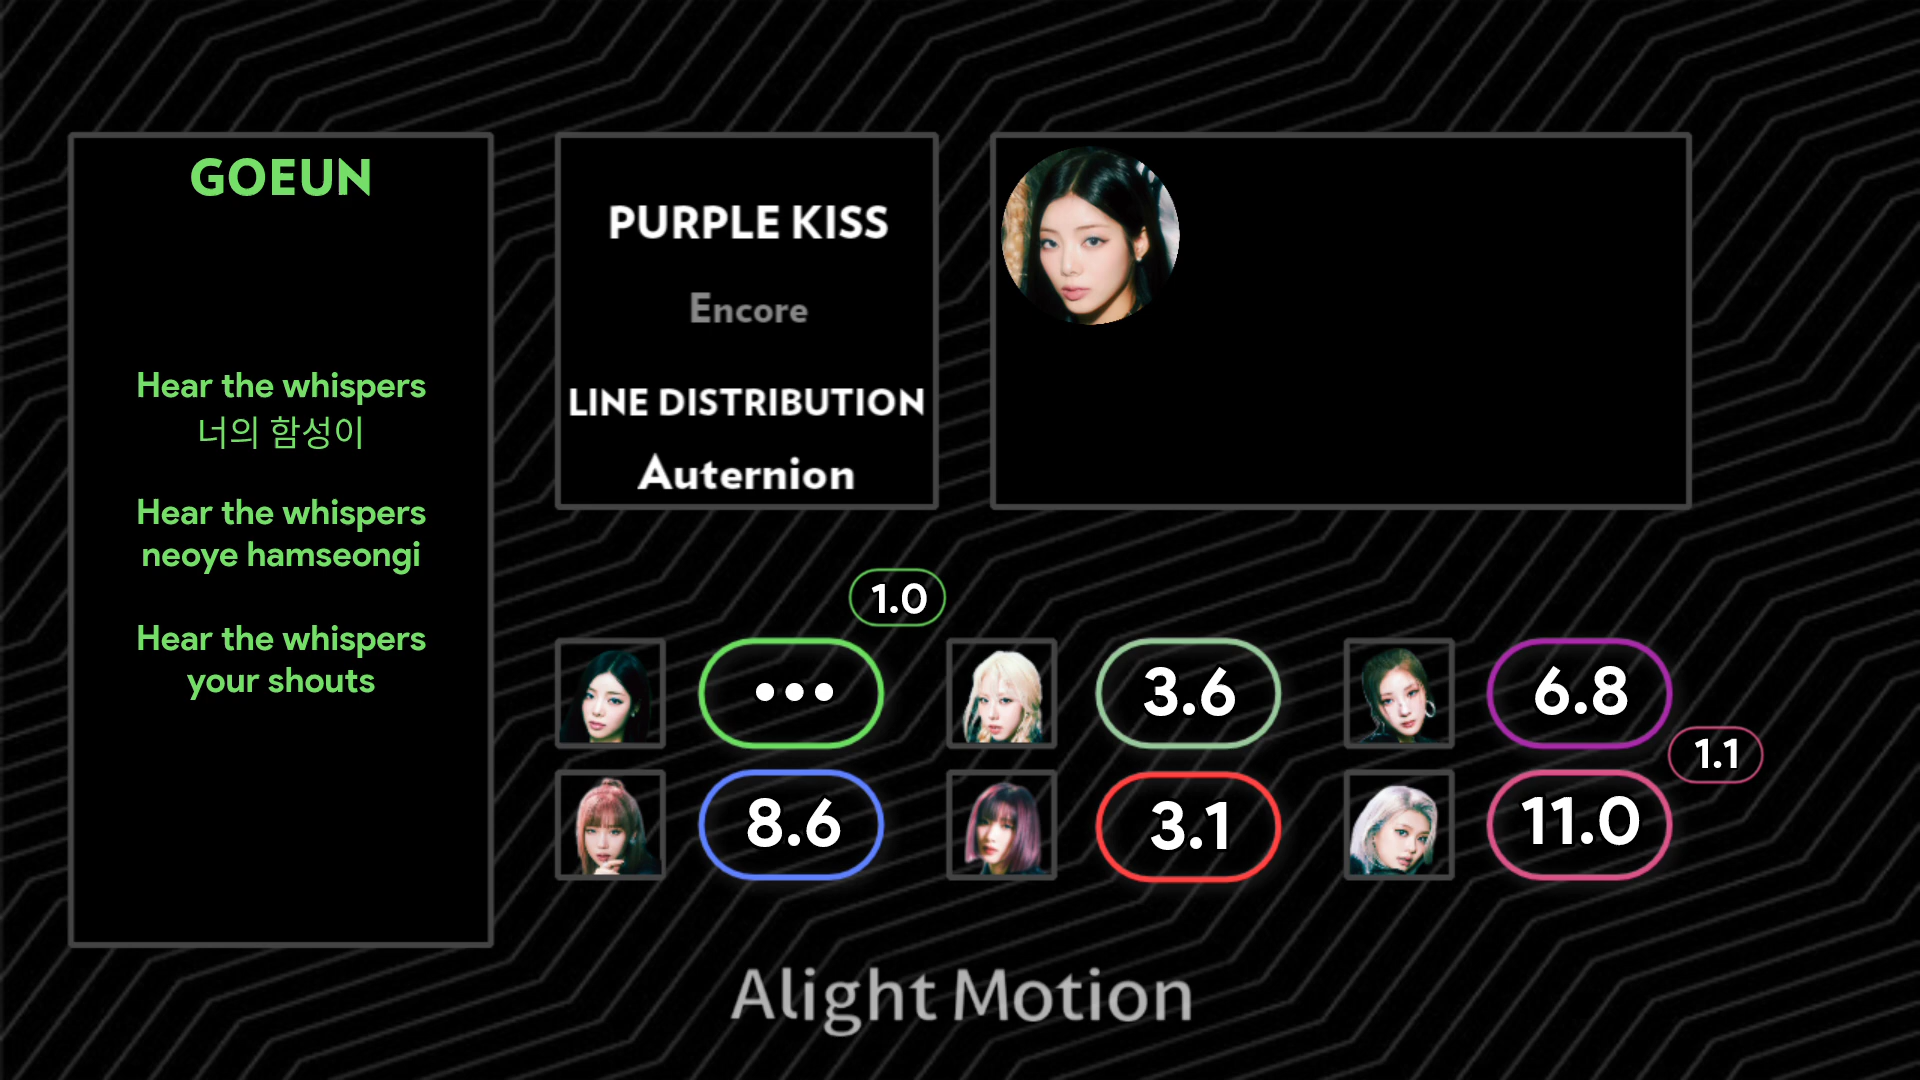 GOEUN
Hear the whispers
너의 함성이
Hear the whispers
neoye hamseongi
Hear the whispers
your shouts
PURPLE KISS
Encore
LINE DISTRIBUTION
Auternion
1.0
•••
3.6
6.8
1.1
8.6
3.1
11.0
Alight Motion